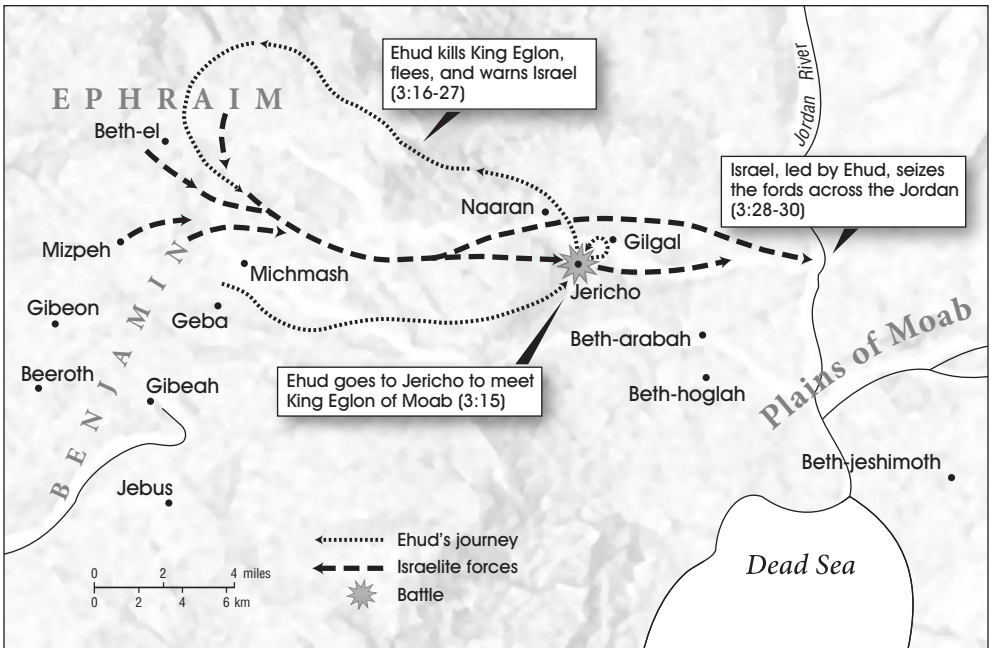 Ehud kills King Eglon,
flees, and warns Israel
(3:16-27)
EPHRAIM
Beth-el
Jordan River
Israel, led by Ehud, seizes
the fords across the Jordan
(3:28-30)
Naaran
Mizpeh
Gilgal
Michmash
Jericho
Gibeon
Geba
BENJAMIN
Beth-arabah
Plains of Moab
Beeroth
Gibeah
Ehud goes to Jericho to meet
King Eglon of Moab (3:15)
Beth-hoglah
Jebus
Beth-jeshimoth
Ehud's journey
Israelite forces
Battle
Dead Sea
0 2 4 miles
0 2 4 6 km